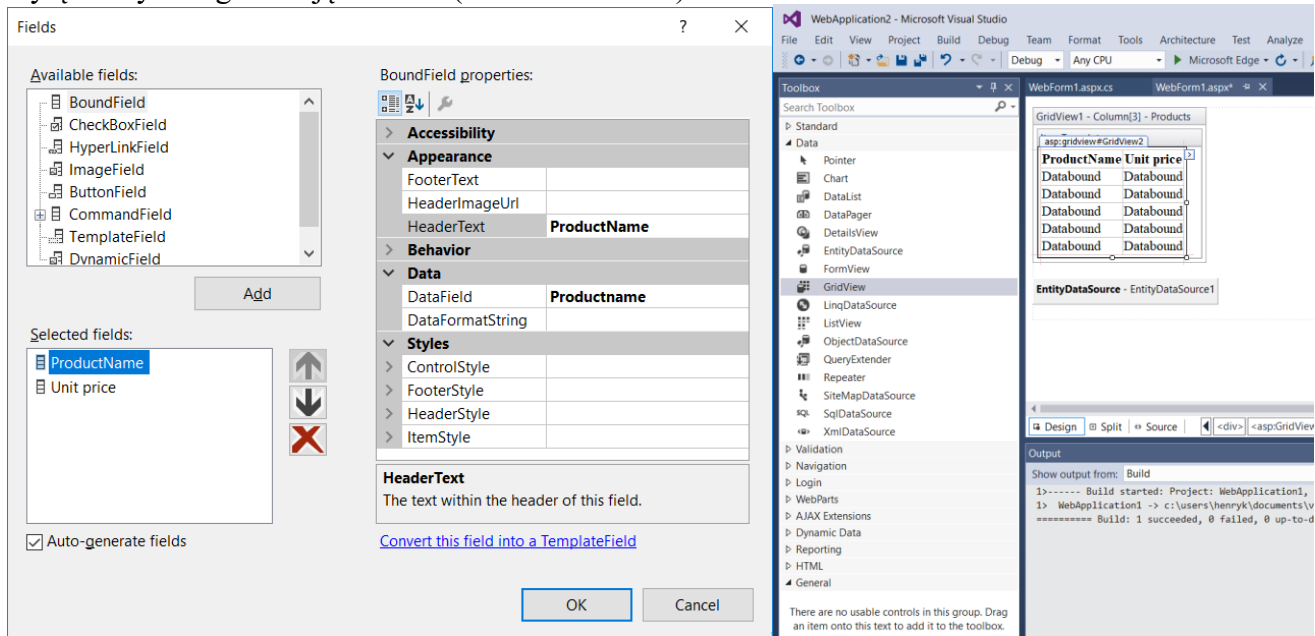 Fields
? ×
Available fields:
BoundField
CheckBoxField
HyperLinkField
ImageField
ButtonField
CommandField
TemplateField
DynamicField
Add
Selected fields:
ProductName
Unit price
Auto-generate fields
BoundField properties:
Accessibility
Appearance
FooterText
HeaderImageUrl
HeaderText ProductName
Behavior
Data
DataField Productname
DataFormatString
Styles
ControlStyle
FooterStyle
HeaderStyle
ItemStyle
HeaderText
The text within the header of this field.
Convert this field into a TemplateField
OK Cancel
WebApplication2 - Microsoft Visual Studio
File Edit View Project Build Debug Team Format Tools Architecture Test Analyze
Debug Any CPU Microsoft Edge
Toolbox
Search Toolbox
Standard
Data
Pointer
Chart
DataList
DataPager
DetailsView
EntityDataSource
FormView
GridView
LinqDataSource
ListView
ObjectDataSource
QueryExtender
Repeater
SiteMapDataSource
SQL SqlDataSource
XmlDataSource
Validation
Navigation
Login
WebParts
AJAX Extensions
Dynamic Data
Reporting
HTML
General
There are no usable controls in this group. Drag
an item onto this text to add it to the toolbox.
WebForm1.aspx.cs WebForm1.aspx*
GridView1 - Column[3] - Products
asp:gridview#GridView2
ProductName Unit price
Databound Databound
Databound Databound
Databound Databound
Databound Databound
Databound Databound
EntityDataSource - EntityDataSource1
Design Split Source <div> <asp:GridView
Output
Show output from: Build
1>------ Build started: Project: WebApplication1,
1> WebApplication1 -> c:\users\henryk\documents\v
========== Build: 1 succeeded, 0 failed, 0 up-to-d